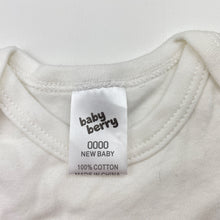 baby
berry
0000
NEW BABY
100% COTTON
MADE IN CHINA